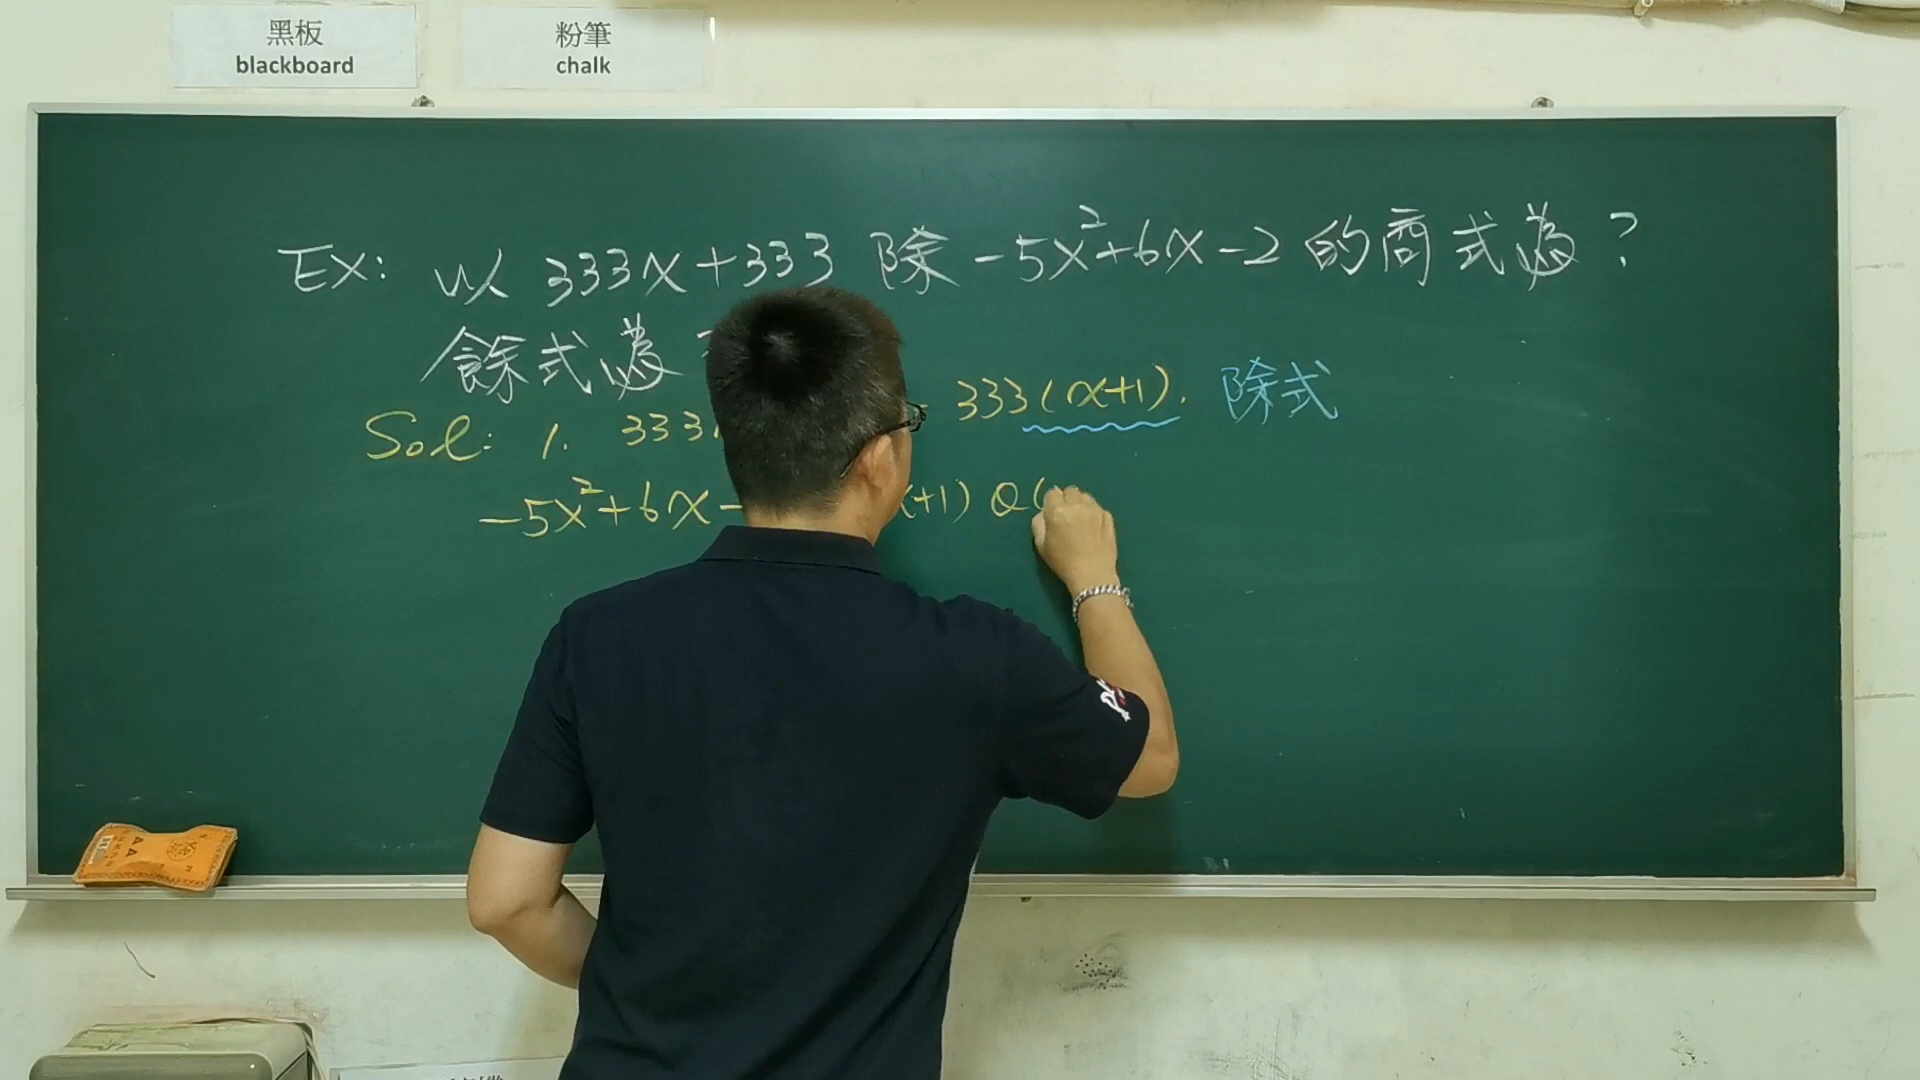 黑板
blackboard
粉筆
chalk
Ex: 以 333x+333 除 -5x²+6x-2 的商式為?
餘式為
Sol: 1. 333 333(x+1). 除式
-5x²+6x- +1) Q(